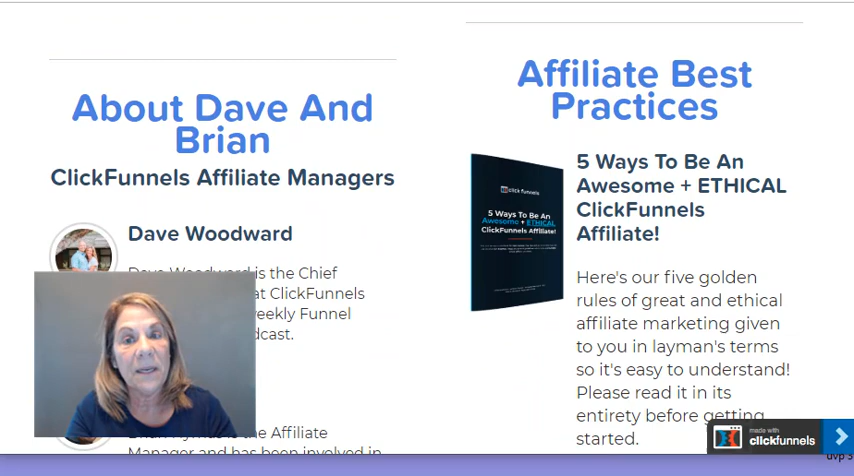 About Dave And
Brian
ClickFunnels Affiliate Managers
Dave Woodward
Dave Woodward is the Chief
at ClickFunnels
weekly Funnel
is the Affiliate
Manager and has been involved in
Affiliate Best
Practices
click funnels
5 Ways To Be An
Awesome + ETHICAL
ClickFunnels Affiliate!
5 Ways To Be An
Awesome + ETHICAL
ClickFunnels
Affiliate!
Here's our five golden
rules of great and ethical
affiliate marketing given
to you in layman's terms
so it's easy to understand!
Please read it in its
entirety before getting
started.
made with
clickfunnels